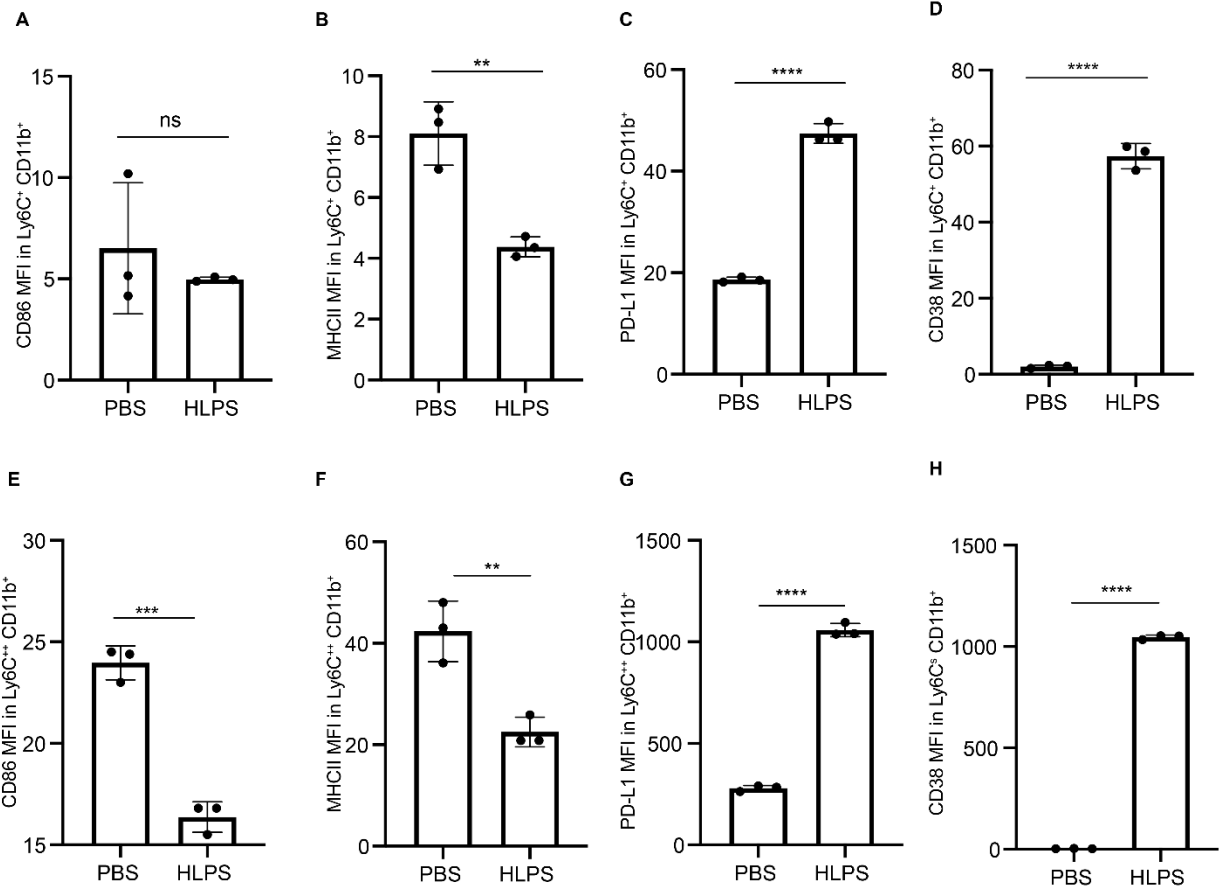 A
B
C
D
CD86 MFI in Ly6C+ CD11b+
15
10
5
0
ns
PBS
HLPS
MHCII MFI in Ly6C+ CD11b+
10
8
6
4
2
0
**
PBS
HLPS
PD-L1 MFI in Ly6C+ CD11b+
60
40
20
0
****
PBS
HLPS
CD38 MFI in Ly6C+ CD11b+
80
60
40
20
0
****
PBS
HLPS
E
F
G
H
CD86 MFI in Ly6C++ CD11b+
30
25
20
15
***
PBS
HLPS
MHCII MFI in Ly6C++ CD11b+
60
40
20
0
**
PBS
HLPS
PD-L1 MFI in Ly6C++ CD11b+
1500
1000
500
0
****
PBS
HLPS
CD38 MFI in Ly6Cs CD11b+
1500
1000
500
0
****
PBS
HLPS